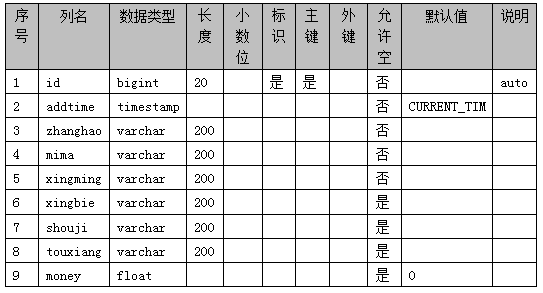 序号 列名 数据类型 长度 小数位 标识 主键 外键 允许空 默认值 说明
1 id bigint 20 是 是 否 auto
2 addtime timestamp 否 CURRENT_TIM
3 zhanghao varchar 200 否
4 mima varchar 200 否
5 xingming varchar 200 否
6 xingbie varchar 200 是
7 shouji varchar 200 是
8 touxiang varchar 200 是
9 money float 是 0